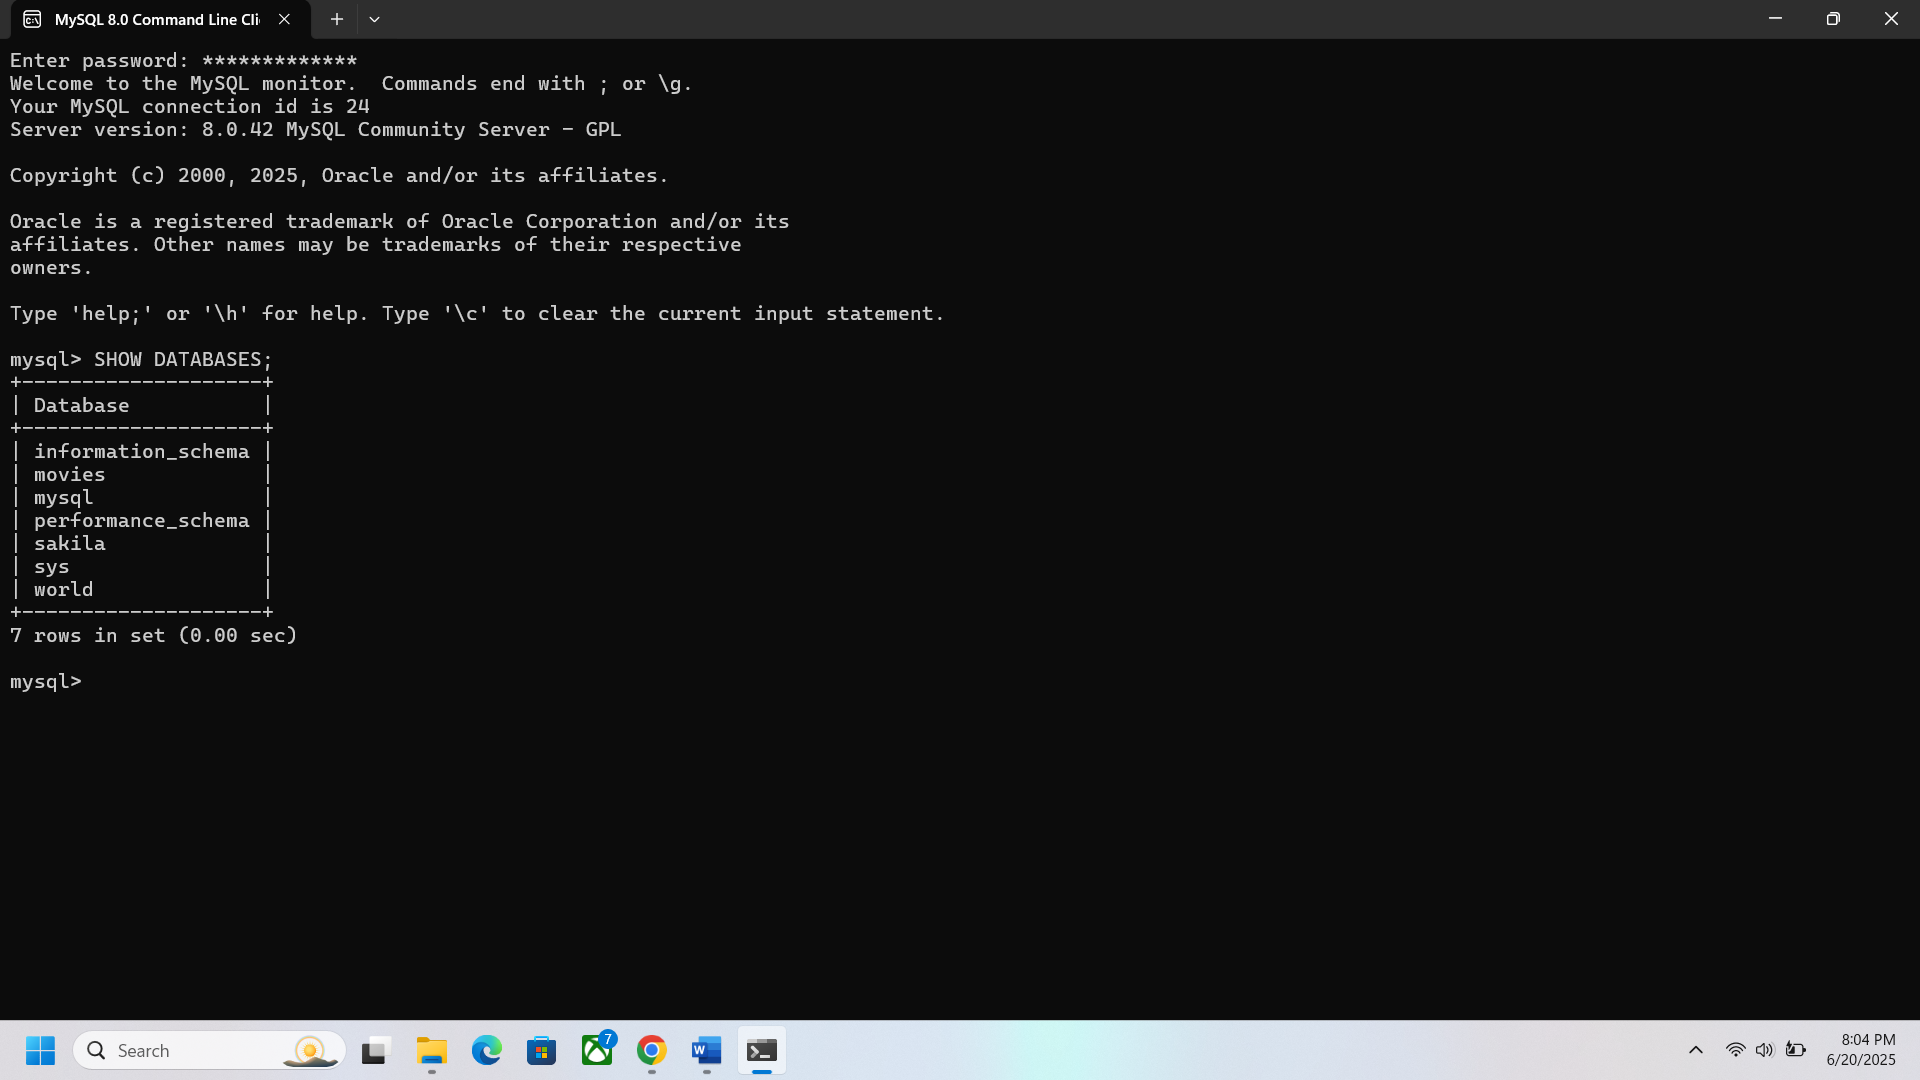 MySQL 8.0 Command Line Cli
Enter password: *************
Welcome to the MySQL monitor.  Commands end with ; or \g.
Your MySQL connection id is 24
Server version: 8.0.42 MySQL Community Server - GPL
Copyright (c) 2000, 2025, Oracle and/or its affiliates.
Oracle is a registered trademark of Oracle Corporation and/or its
affiliates. Other names may be trademarks of their respective
owners.
Type 'help;' or '\h' for help. Type '\c' to clear the current input statement.
mysql> SHOW DATABASES;
+--------------------+
| Database           |
+--------------------+
| information_schema |
| movies             |
| mysql              |
| performance_schema |
| sakila             |
| sys                |
| world              |
+--------------------+
7 rows in set (0.00 sec)
mysql>
Search
7
W
8:04 PM
6/20/2025